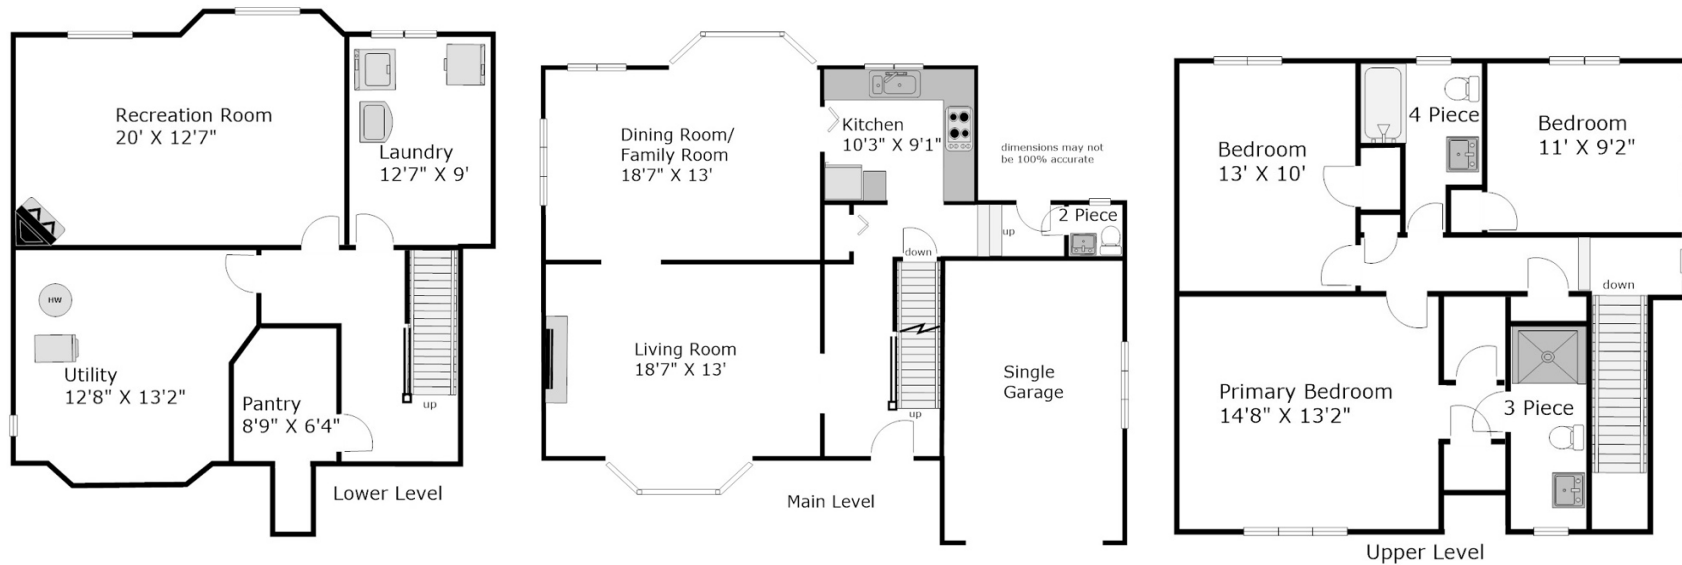 Recreation Room
20' X 12'7"
Laundry
12'7" X 9'
HW
Utility
12'8" X 13'2"
Pantry
8'9" X 6'4"
up
Lower Level
Dining Room/
Family Room
18'7" X 13'
Kitchen
10'3" X 9'1"
dimensions may not
be 100% accurate
2 Piece
up
down
Living Room
18'7" X 13'
up
Single
Garage
Main Level
Bedroom
13' X 10'
4 Piece
Bedroom
11' X 9'2"
down
Primary Bedroom
14'8" X 13'2"
3 Piece
Upper Level